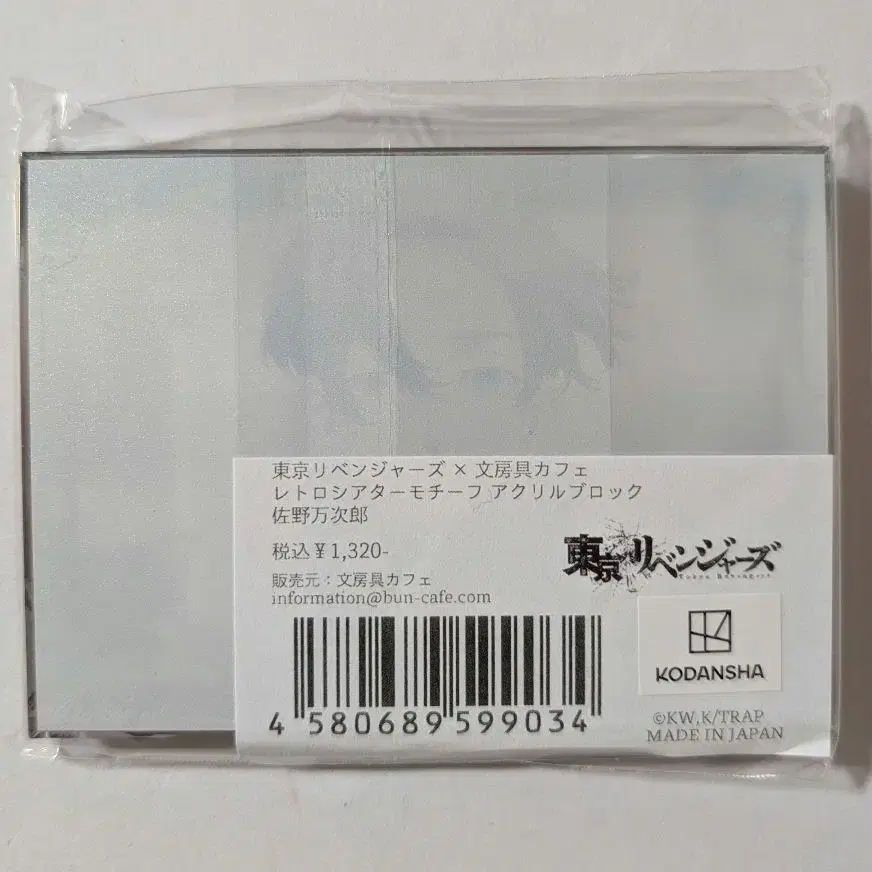 東京リベンジャーズ × 文房具カフェ
レトロシアターモチーフ アクリルブロック
佐野万次郎
税込¥1,320-
販売元：文房具カフェ
information@bun-cafe.com
東京リベンジャーズ
KODANSHA
4 580689 599034
©KW,K/TRAP
MADE IN JAPAN